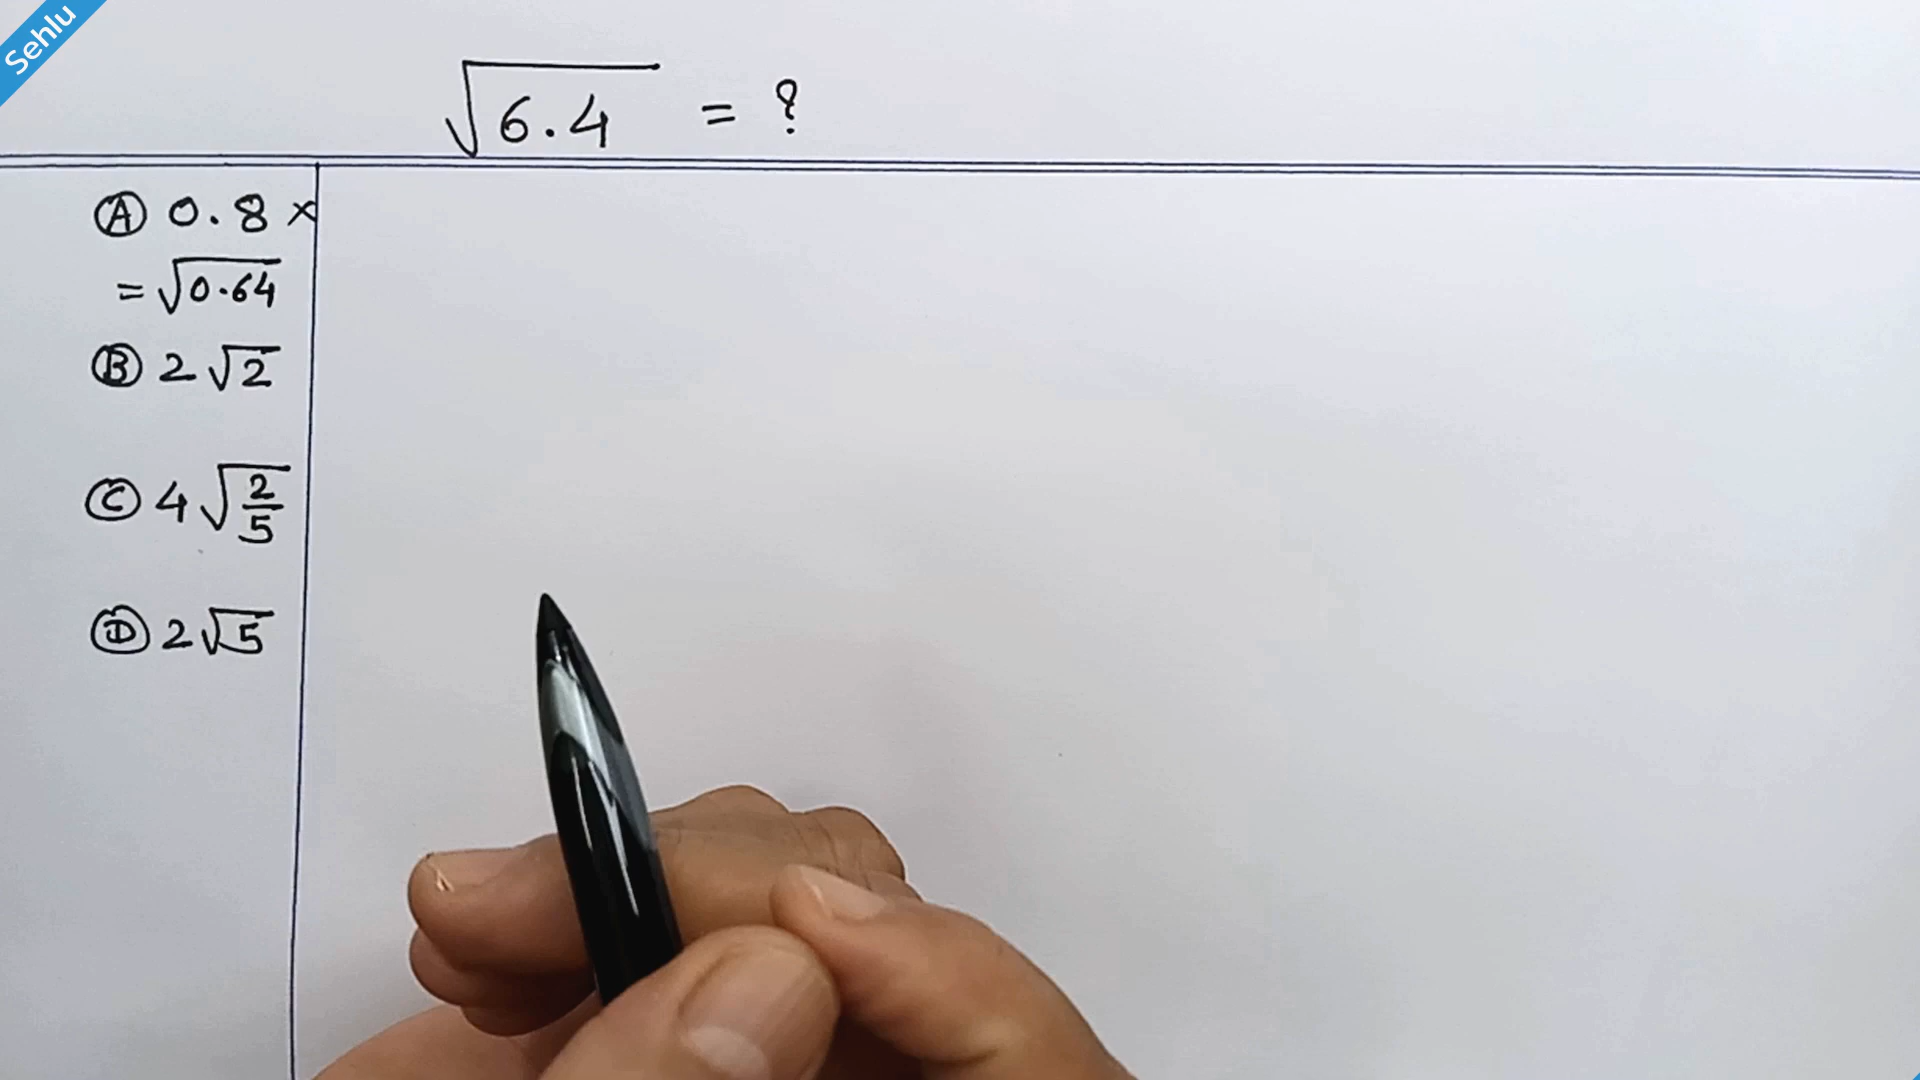 Sehlu
√6.4 = ?
Ⓐ 0.8 ×
= √0.64
Ⓑ 2√2
Ⓒ 4√(2/5)
Ⓓ 2√5